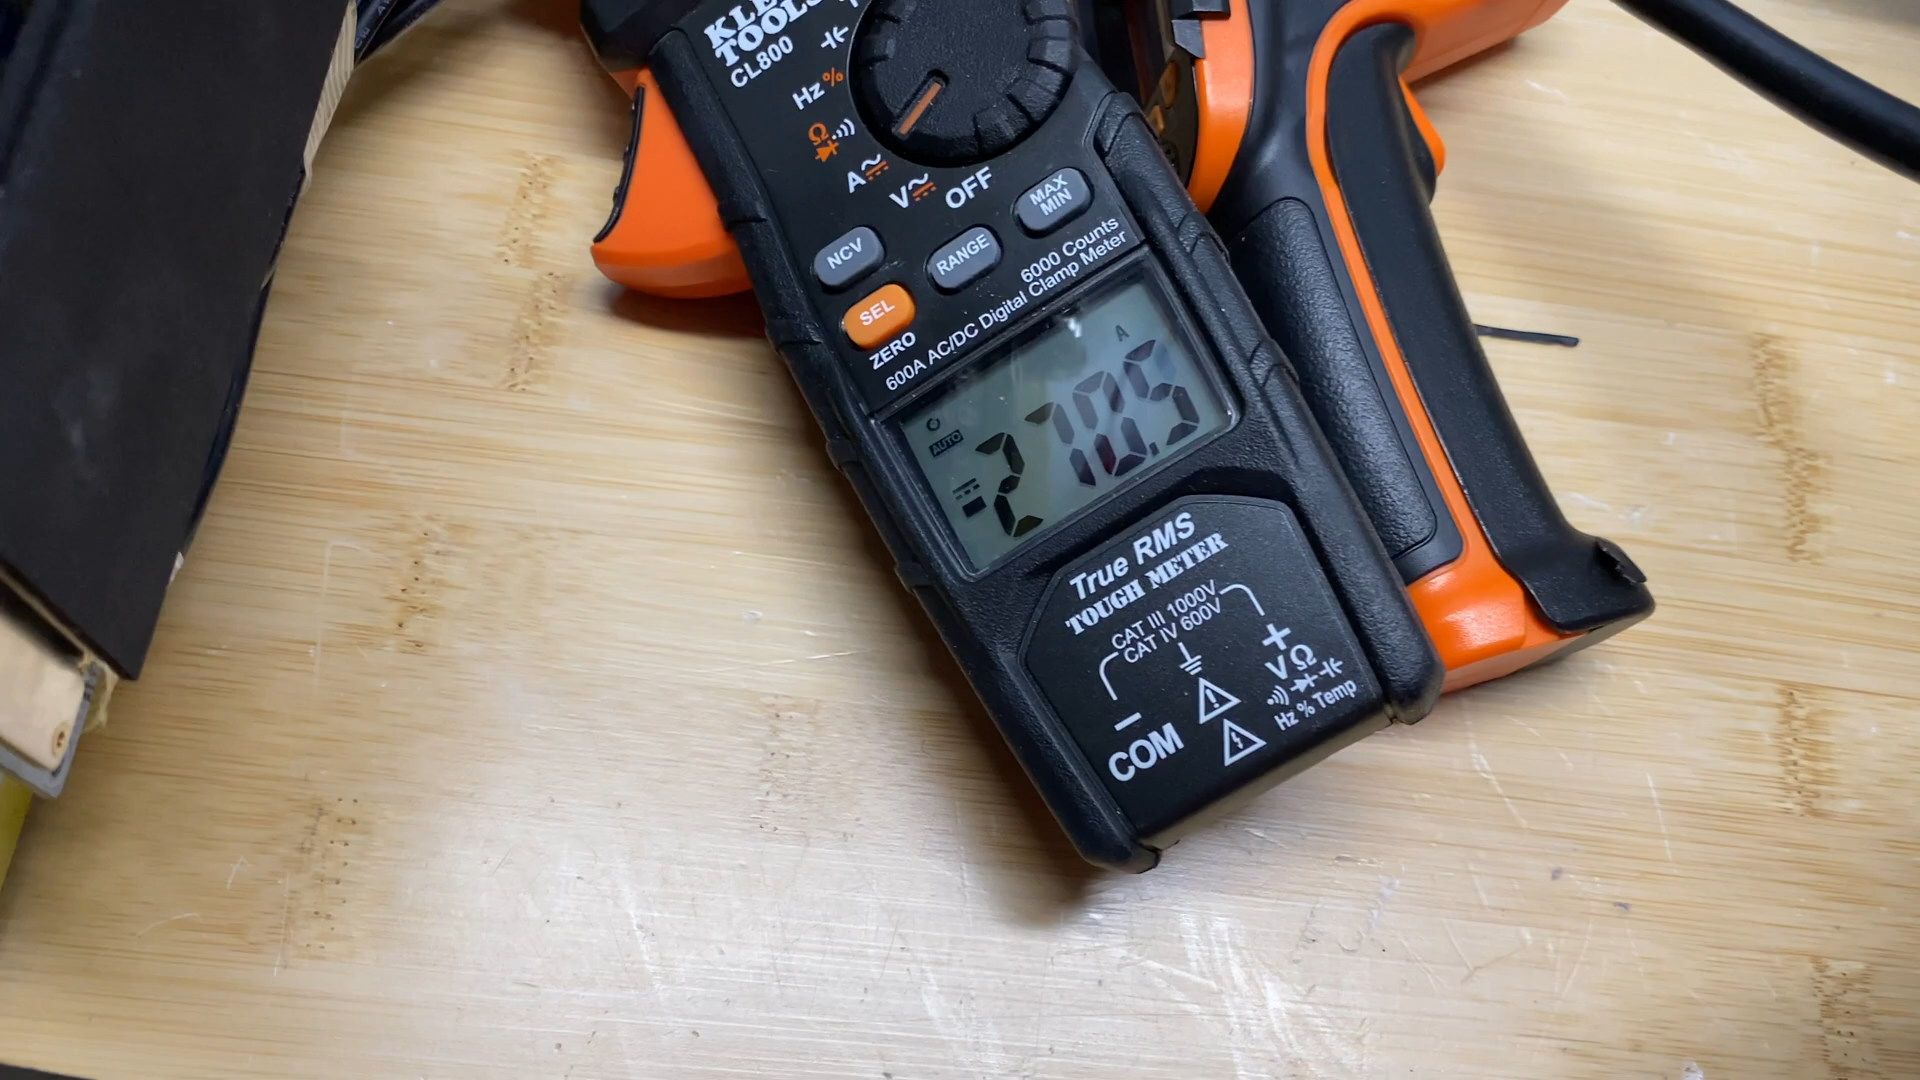 KLEIN
TOOLS
CL800
Hz%
Ω
A
V
OFF
MAX
MIN
NCV
RANGE
SEL
ZERO
6000 Counts
600A AC/DC Digital Clamp Meter
A
AUTO
-270.5
True RMS
TOUGH METER
CAT III 1000V
CAT IV 600V
+
VΩ
Hz % Temp
−
COM